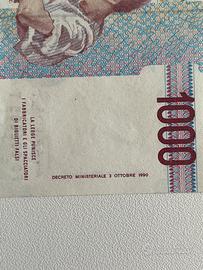 LA LEGGE PUNISCE
I FABBRICATORI E GLI SPACCIATORI
DI BIGLIETTI FALSI
DECRETO MINISTERIALE 3 OTTOBRE 1990
1000